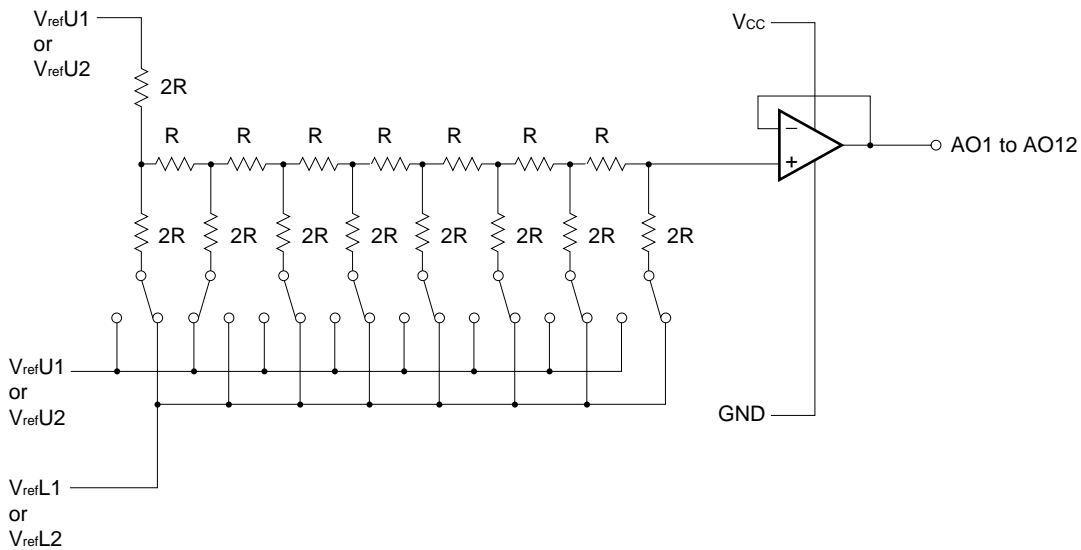 VrefU1
or
VrefU2
2R
R R R R R R R
2R 2R 2R 2R 2R 2R 2R 2R
VCC
−
+
AO1 to AO12
GND
VrefU1
or
VrefU2
VrefL1
or
VrefL2